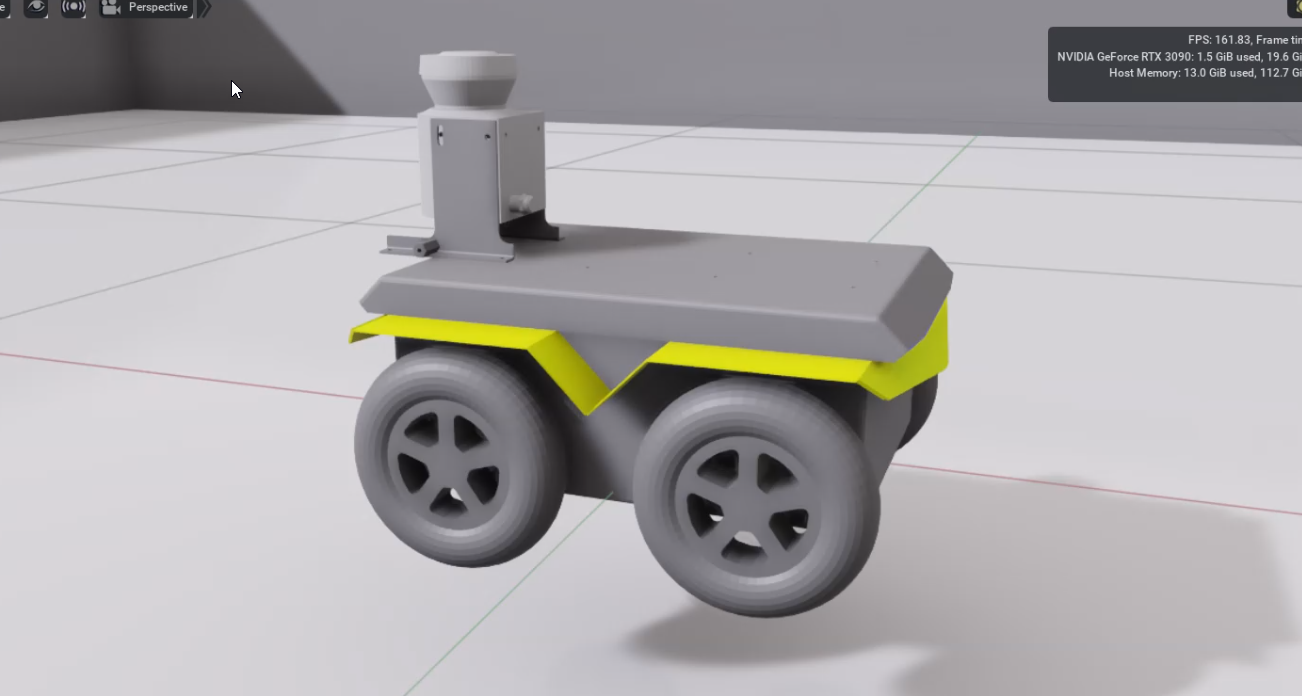 e
Perspective
FPS: 161.83, Frame tim
NVIDIA GeForce RTX 3090: 1.5 GiB used, 19.6 Gi
Host Memory: 13.0 GiB used, 112.7 Gi